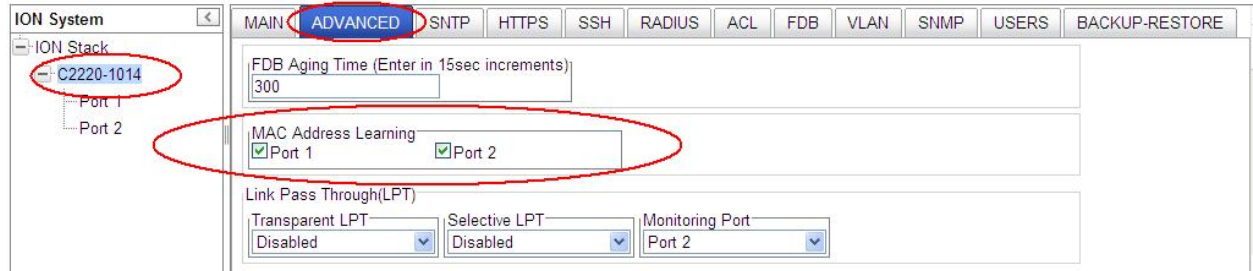 ION System
ION Stack
C2220-1014
Port 1
Port 2
MAIN ADVANCED SNTP HTTPS SSH RADIUS ACL FDB VLAN SNMP USERS BACKUP-RESTORE
FDB Aging Time (Enter in 15sec increments)
300
MAC Address Learning
Port 1 Port 2
Link Pass Through(LPT)
Transparent LPT Selective LPT Monitoring Port
Disabled Disabled Port 2